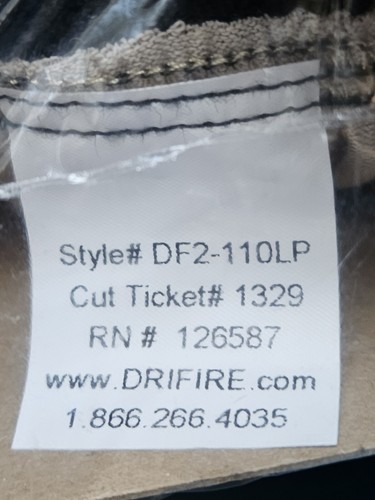 Style# DF2-110LP
Cut Ticket# 1329
RN # 126587
www.DRIFIRE.com
1.866.266.4035